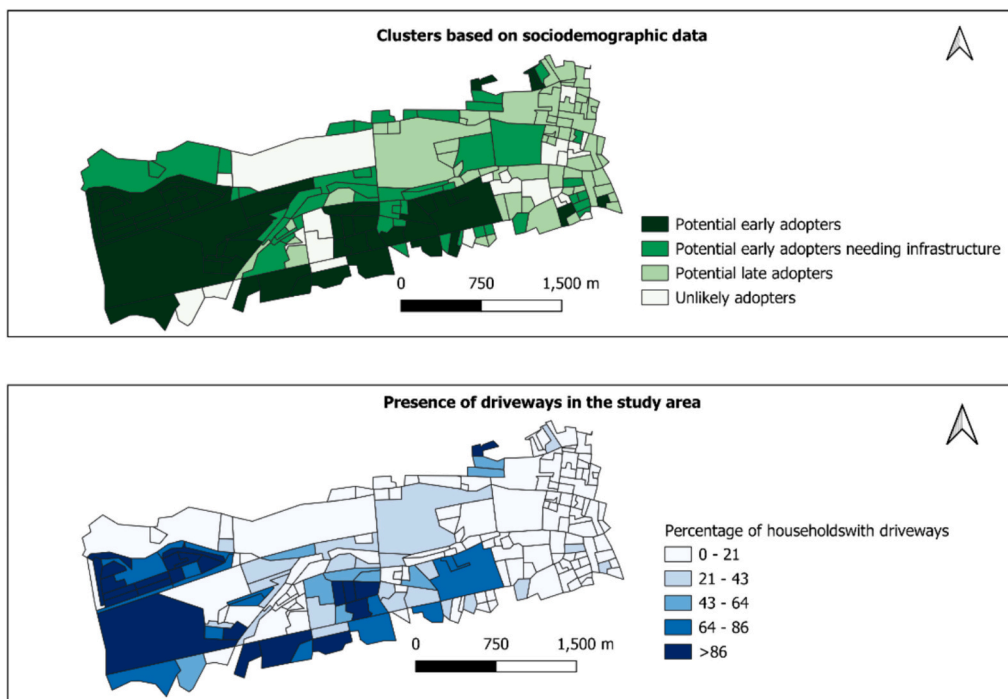 Clusters based on sociodemographic data
Potential early adopters
Potential early adopters needing infrastructure
Potential late adopters
Unlikely adopters
0 750 1,500 m
Presence of driveways in the study area
Percentage of householdswith driveways
0 - 21
21 - 43
43 - 64
64 - 86
>86
0 750 1,500 m